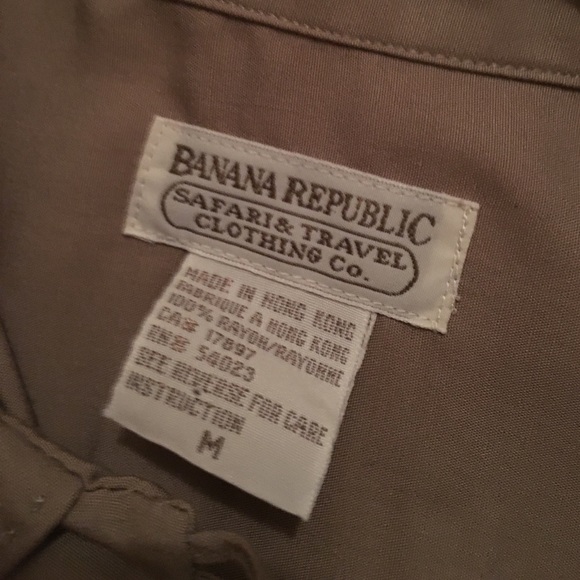 BANANA REPUBLIC
SAFARI & TRAVEL
CLOTHING CO.
MADE IN HONG KONG
FABRIQUE A HONG KONG
100% RAYON/RAYONNE
CA# 17897
RN# 54023
SEE REVERSE FOR CARE
INSTRUCTION
M